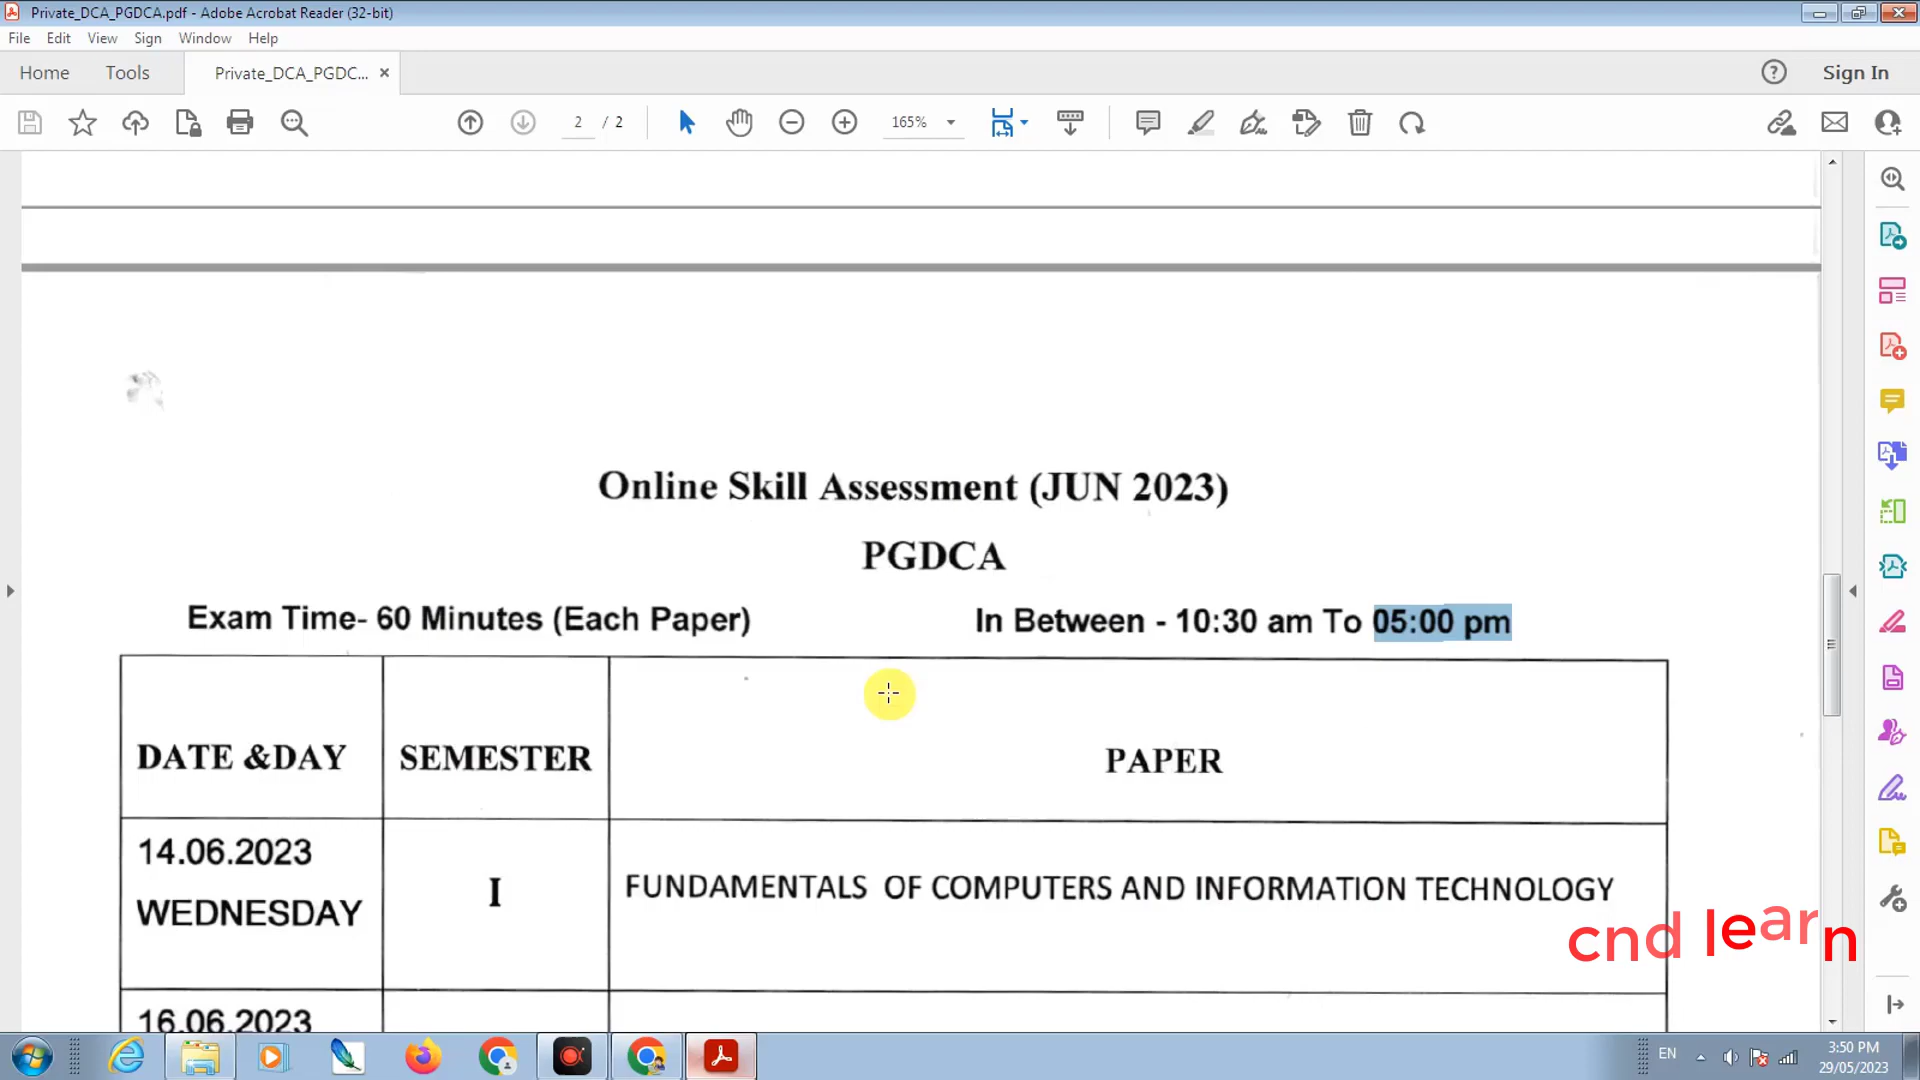 Private_DCA_PGDCA.pdf - Adobe Acrobat Reader (32-bit)
File Edit View Sign Window Help
Home Tools Private_DCA_PGDC... × Sign In
2 / 2 165%
Online Skill Assessment (JUN 2023)
PGDCA
Exam Time- 60 Minutes (Each Paper) In Between - 10:30 am To 05:00 pm
DATE &DAY SEMESTER PAPER
14.06.2023
WEDNESDAY I FUNDAMENTALS OF COMPUTERS AND INFORMATION TECHNOLOGY
cnd learn
16.06.2023
EN 3:50 PM
29/05/2023